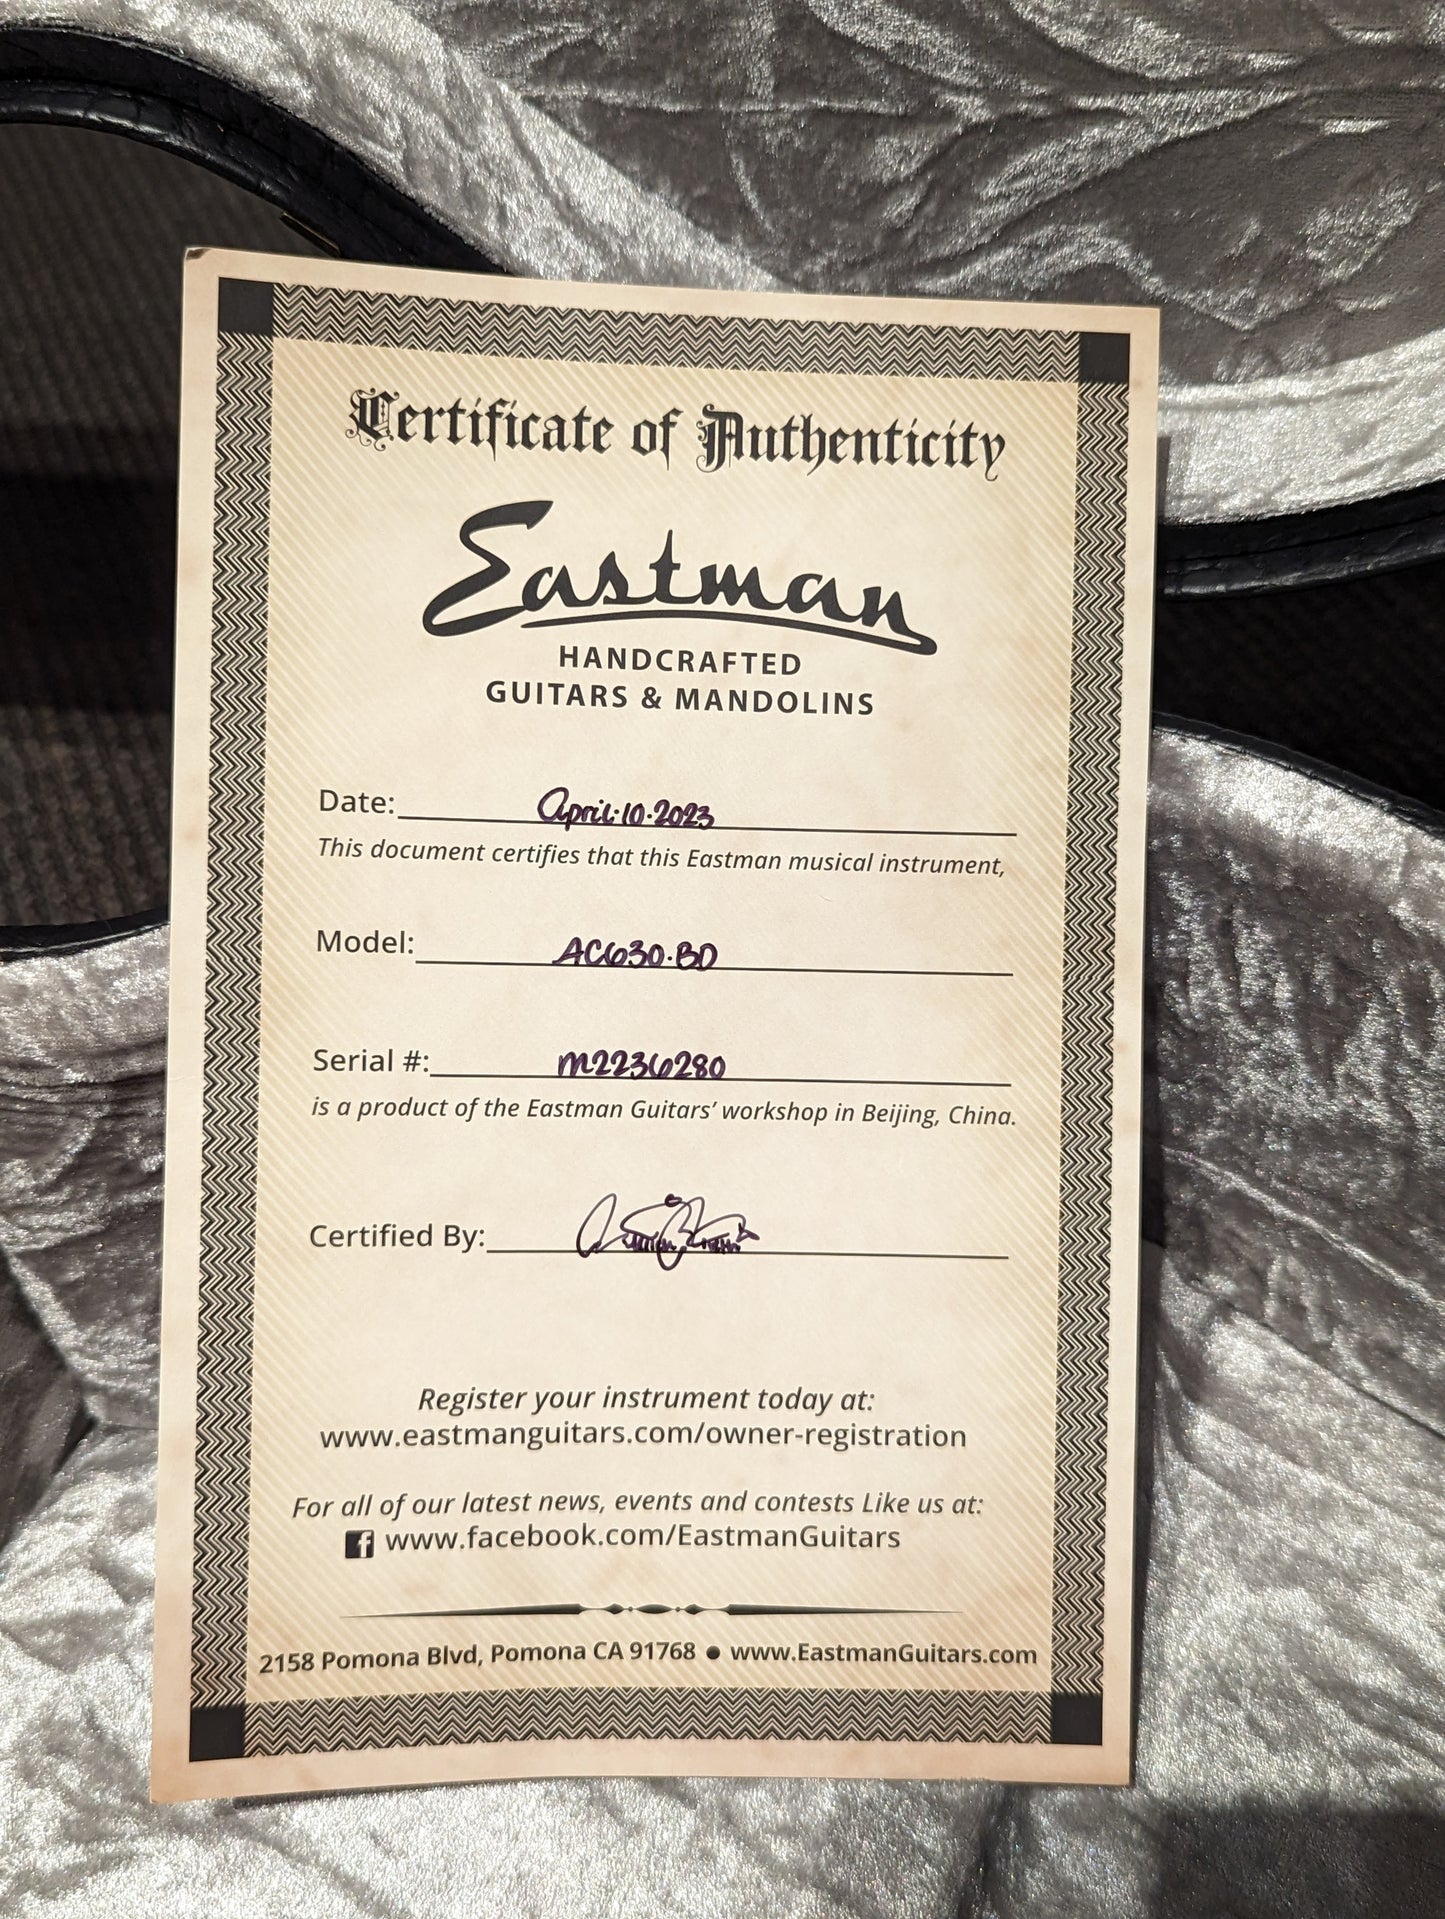 Certificate of Authenticity
Eastman
HANDCRAFTED
GUITARS & MANDOLINS
Date: April·10·2023
This document certifies that this Eastman musical instrument,
Model: AC630·BD
Serial #: M2236280
is a product of the Eastman Guitars' workshop in Beijing, China.
Certified By:
Register your instrument today at:
www.eastmanguitars.com/owner-registration
For all of our latest news, events and contests Like us at:
f www.facebook.com/EastmanGuitars
2158 Pomona Blvd, Pomona CA 91768 ● www.EastmanGuitars.com